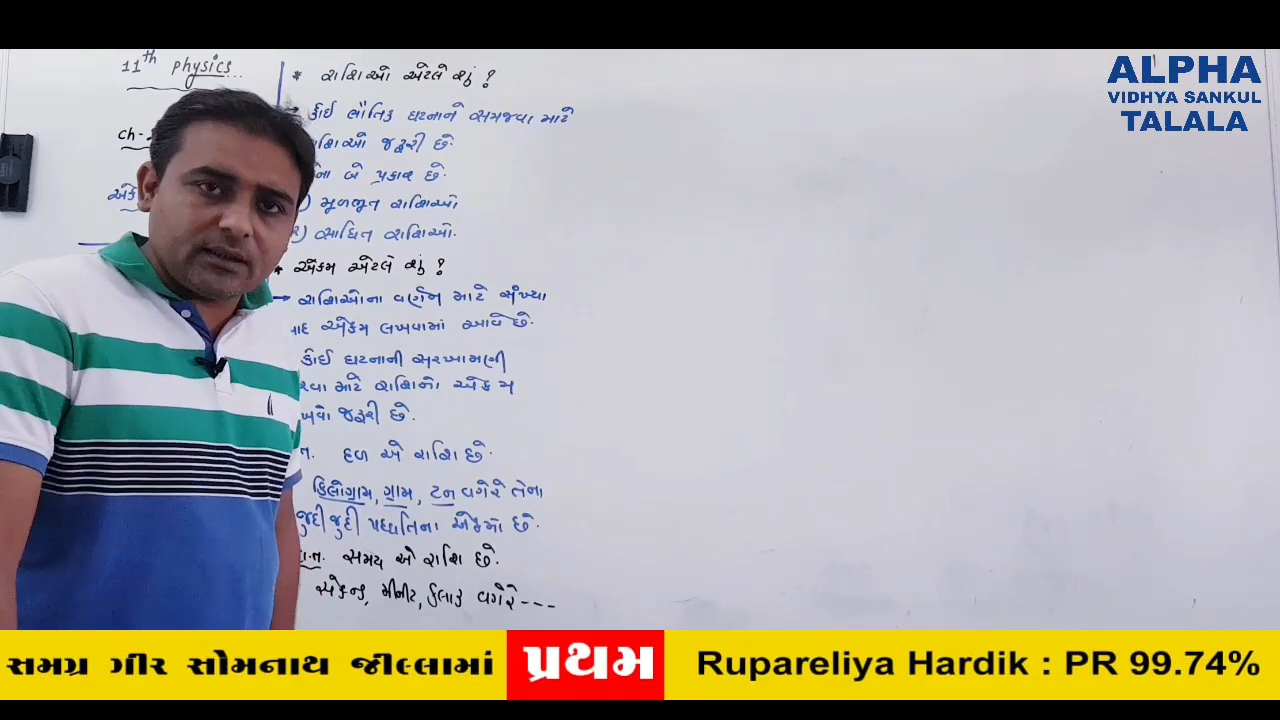 11th physics...
ch-
* રાશિઓ એટલે શું ?
કોઈ ભૌતિક ઘટનાને સમજવા માટે
રાશિઓ જરૂરી છે.
બે પ્રકાર છે.
) મૂળભૂત રાશિઓ
૨) સાધિત રાશિઓ.
* એકમ એટલે શું ?
→ રાશિઓના વર્ણન માટે સંખ્યા
બાદ એકમ લખવામાં આવે છે.
કોઈ ઘટનાની સરખામણી
કરવા માટે રાશિનો એકમ
જરૂરી છે.
ત. દળ એ રાશિ છે.
કિલોગ્રામ, ગ્રામ, ટન વગેરે તેના
જુદી જુદી પદ્ધતિના એકમો છે.
દા.ત. સમય એ રાશિ છે.
સેકન્ડ, મીનીટ, કલાક વગેરે ---
ALPHA
VIDHYA SANKUL
TALALA
સમગ્ર ગીર સોમનાથ જીલ્લામાં પ્રથમ Rupareliya Hardik : PR 99.74%